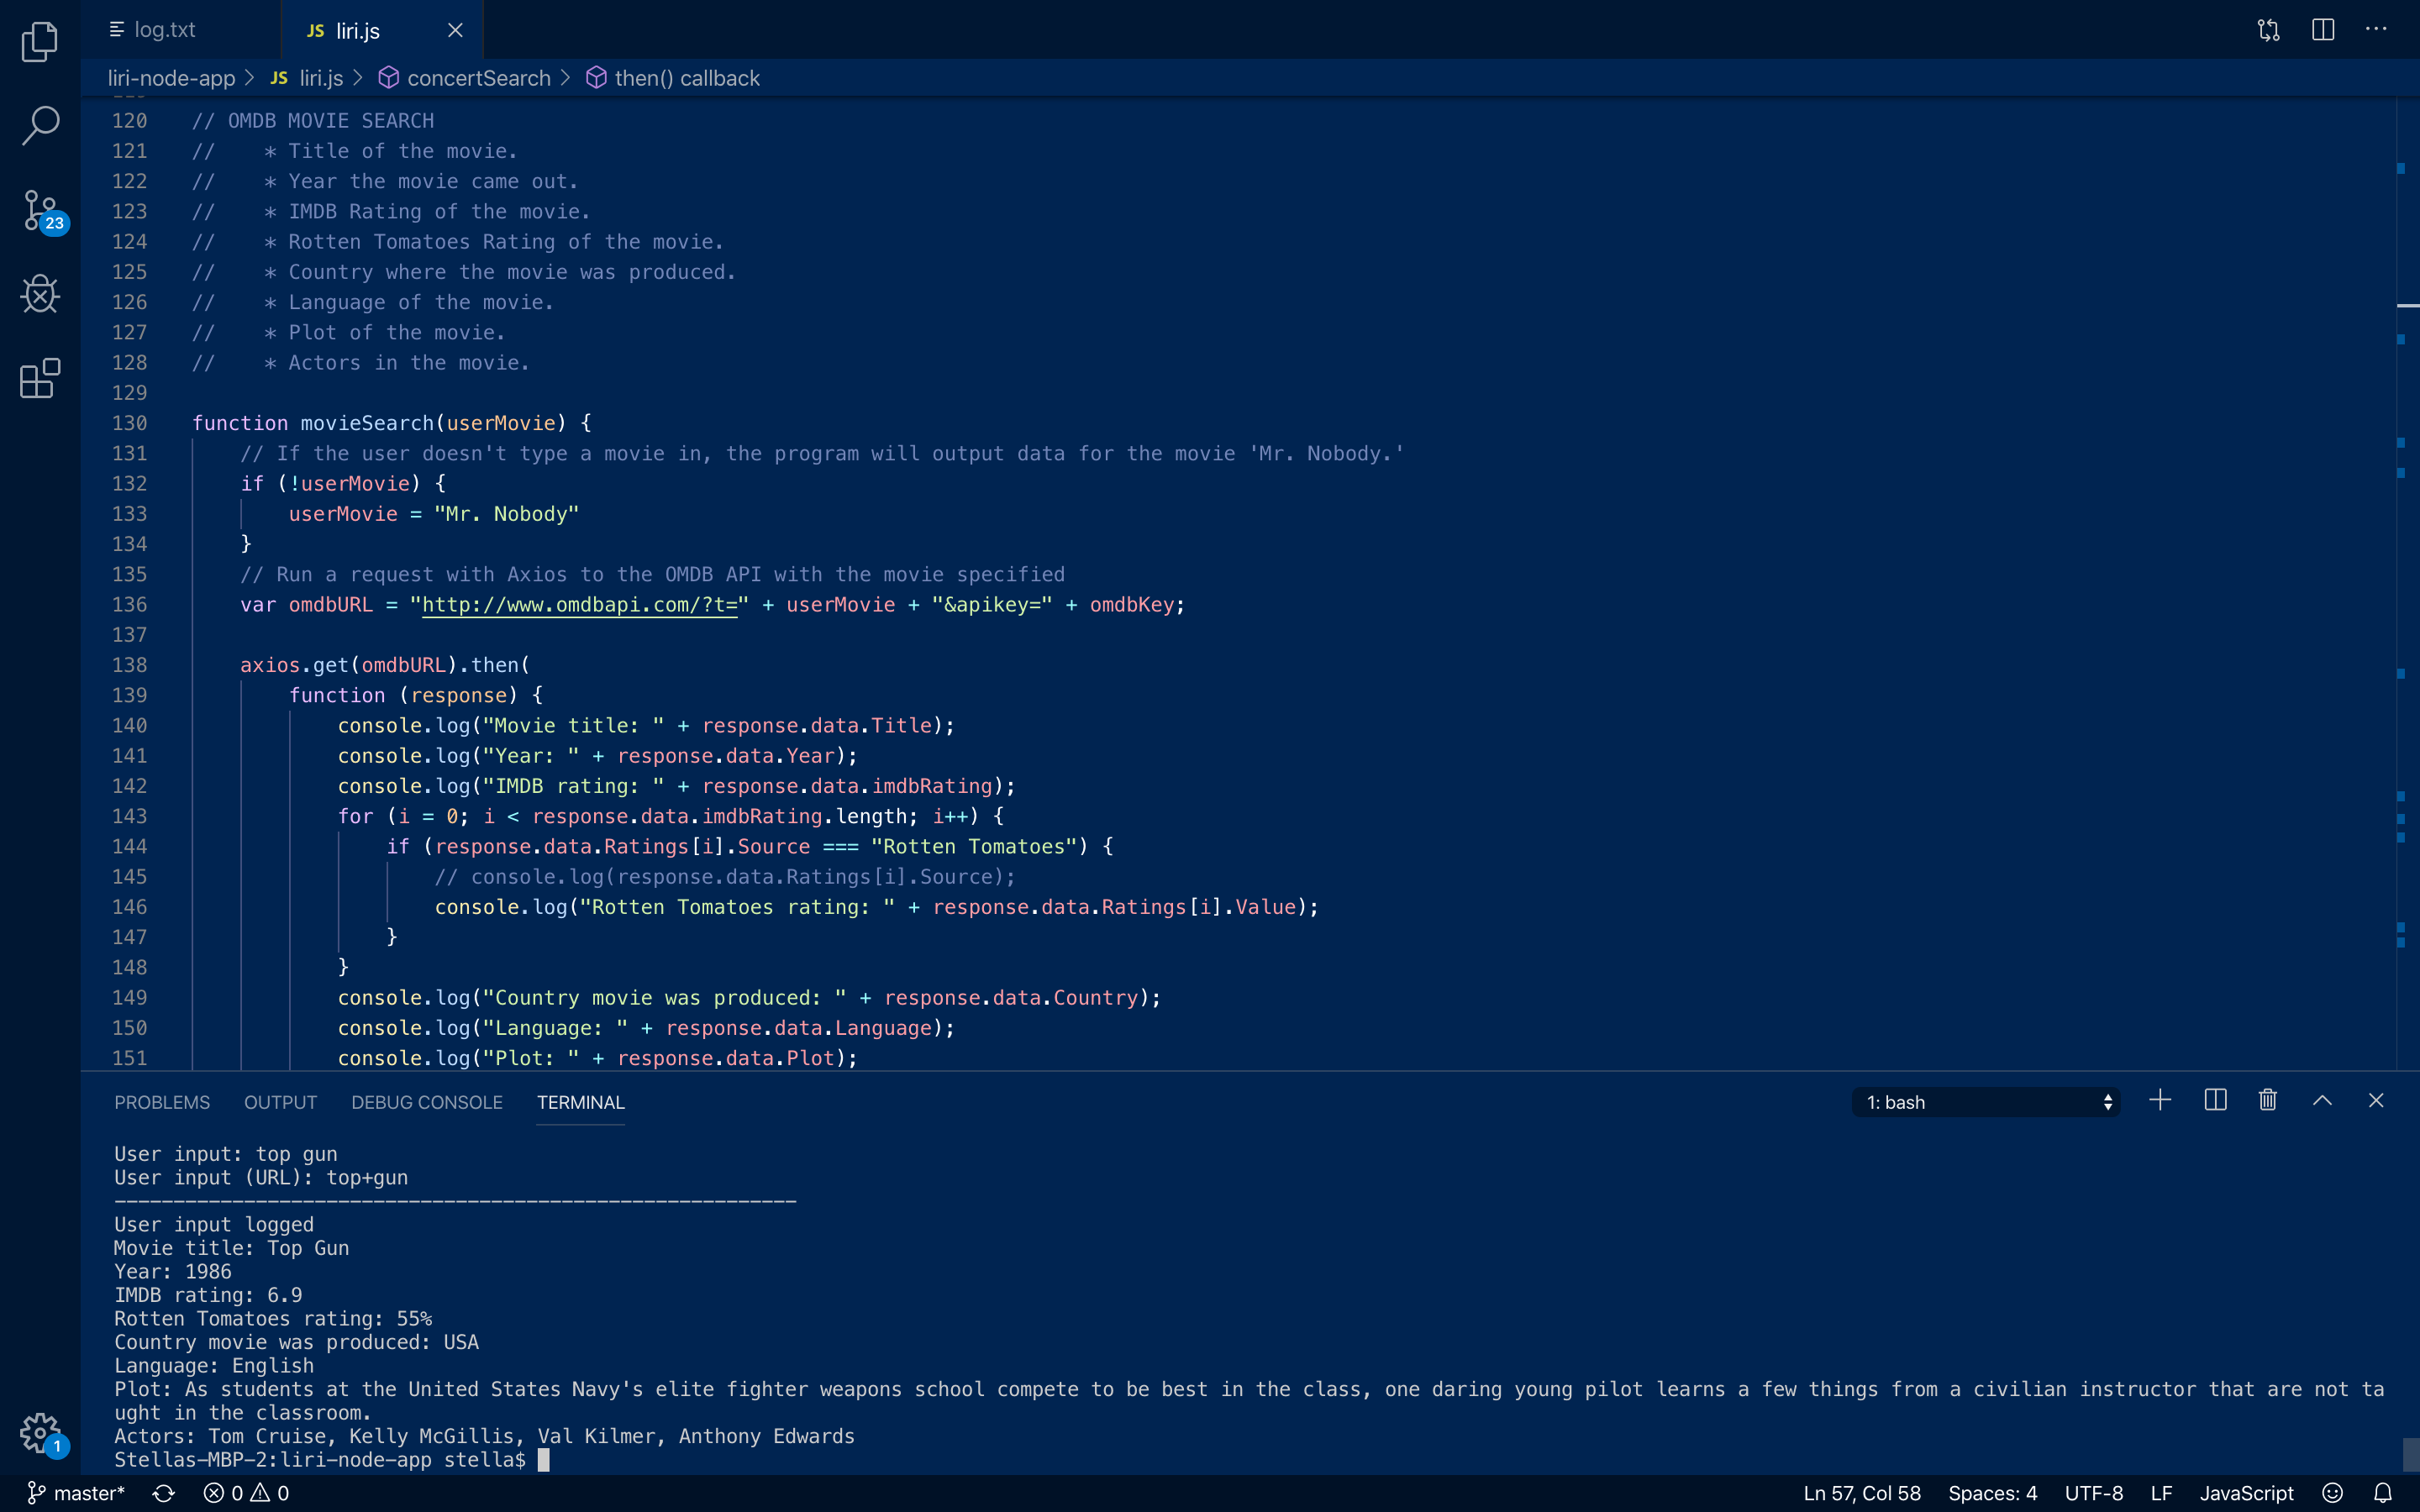 log.txt
JS liri.js
liri-node-app > JS liri.js > concertSearch > then() callback
120 // OMDB MOVIE SEARCH
121 //    * Title of the movie.
122 //    * Year the movie came out.
123 //    * IMDB Rating of the movie.
124 //    * Rotten Tomatoes Rating of the movie.
125 //    * Country where the movie was produced.
126 //    * Language of the movie.
127 //    * Plot of the movie.
128 //    * Actors in the movie.
129
130 function movieSearch(userMovie) {
131     // If the user doesn't type a movie in, the program will output data for the movie 'Mr. Nobody.'
132     if (!userMovie) {
133         userMovie = "Mr. Nobody"
134     }
135     // Run a request with Axios to the OMDB API with the movie specified
136     var omdbURL = "http://www.omdbapi.com/?t=" + userMovie + "&apikey=" + omdbKey;
137
138     axios.get(omdbURL).then(
139         function (response) {
140             console.log("Movie title: " + response.data.Title);
141             console.log("Year: " + response.data.Year);
142             console.log("IMDB rating: " + response.data.imdbRating);
143             for (i = 0; i < response.data.imdbRating.length; i++) {
144                 if (response.data.Ratings[i].Source === "Rotten Tomatoes") {
145                     // console.log(response.data.Ratings[i].Source);
146                     console.log("Rotten Tomatoes rating: " + response.data.Ratings[i].Value);
147                 }
148             }
149             console.log("Country movie was produced: " + response.data.Country);
150             console.log("Language: " + response.data.Language);
151             console.log("Plot: " + response.data.Plot);
23
1
PROBLEMS OUTPUT DEBUG CONSOLE TERMINAL 1: bash
User input: top gun
User input (URL): top+gun
----------------------------------------------------------
User input logged
Movie title: Top Gun
Year: 1986
IMDB rating: 6.9
Rotten Tomatoes rating: 55%
Country movie was produced: USA
Language: English
Plot: As students at the United States Navy's elite fighter weapons school compete to be best in the class, one daring young pilot learns a few things from a civilian instructor that are not ta
ught in the classroom.
Actors: Tom Cruise, Kelly McGillis, Val Kilmer, Anthony Edwards
Stellas-MBP-2:liri-node-app stella$
master* 0 0 Ln 57, Col 58 Spaces: 4 UTF-8 LF JavaScript